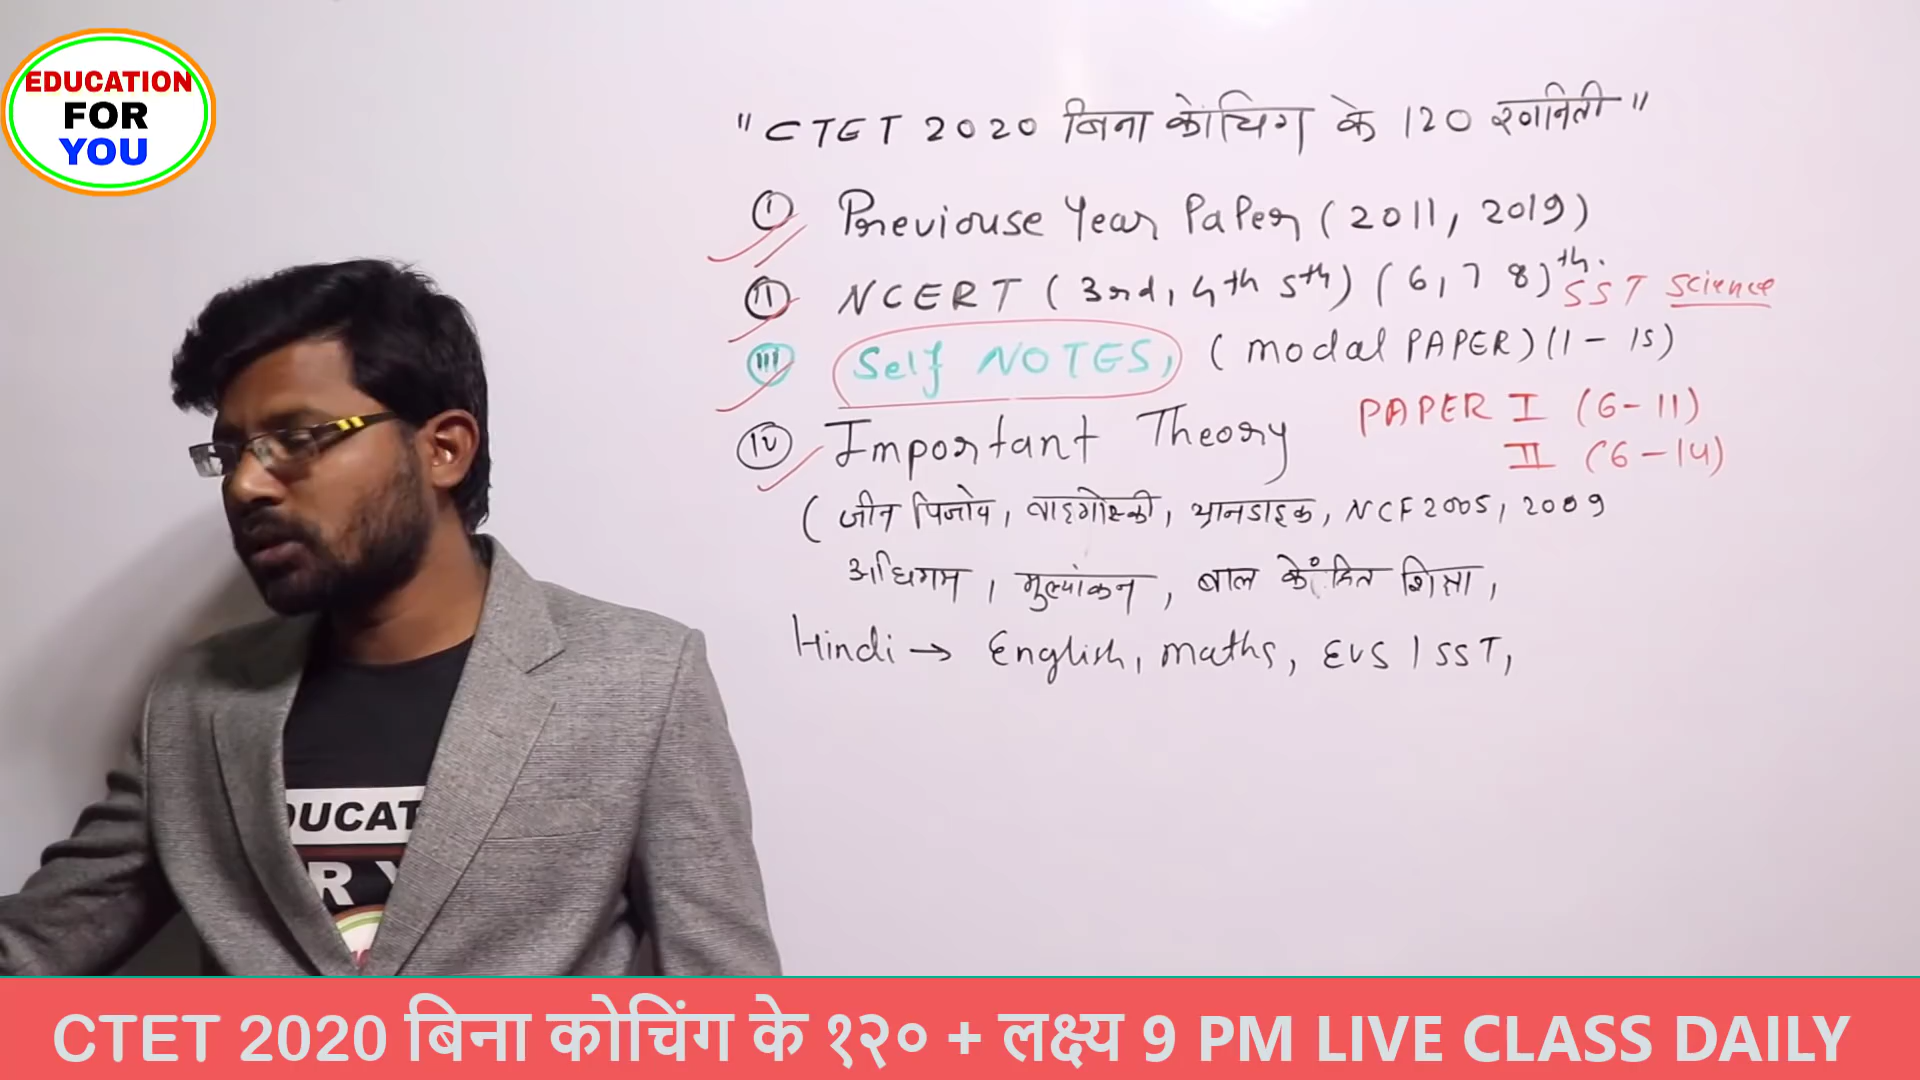 EDUCATION
FOR
YOU
"CTET 2020 बिना कोचिंग के 120 रणनिती"
I Previouse Year PaPer (2011, 2019)
II NCERT (3rd, 4th 5th) (6, 7 8)th. SST Science
III Self NOTES, (modal PAPER) (1 - 15)
IV Important Theory PAPER I (6-11)
II (6-14)
(जीन पियाजे, वाइगोत्स्की, थानडाइक, NCF 2005, 2009
अधिगम, मुल्यांकन, बाल केन्द्रित शिक्षा,
Hindi → English, maths, EVS / SST,
DUCAT
R Y
CTET 2020 बिना कोचिंग के १२० + लक्ष्य 9 PM LIVE CLASS DAILY